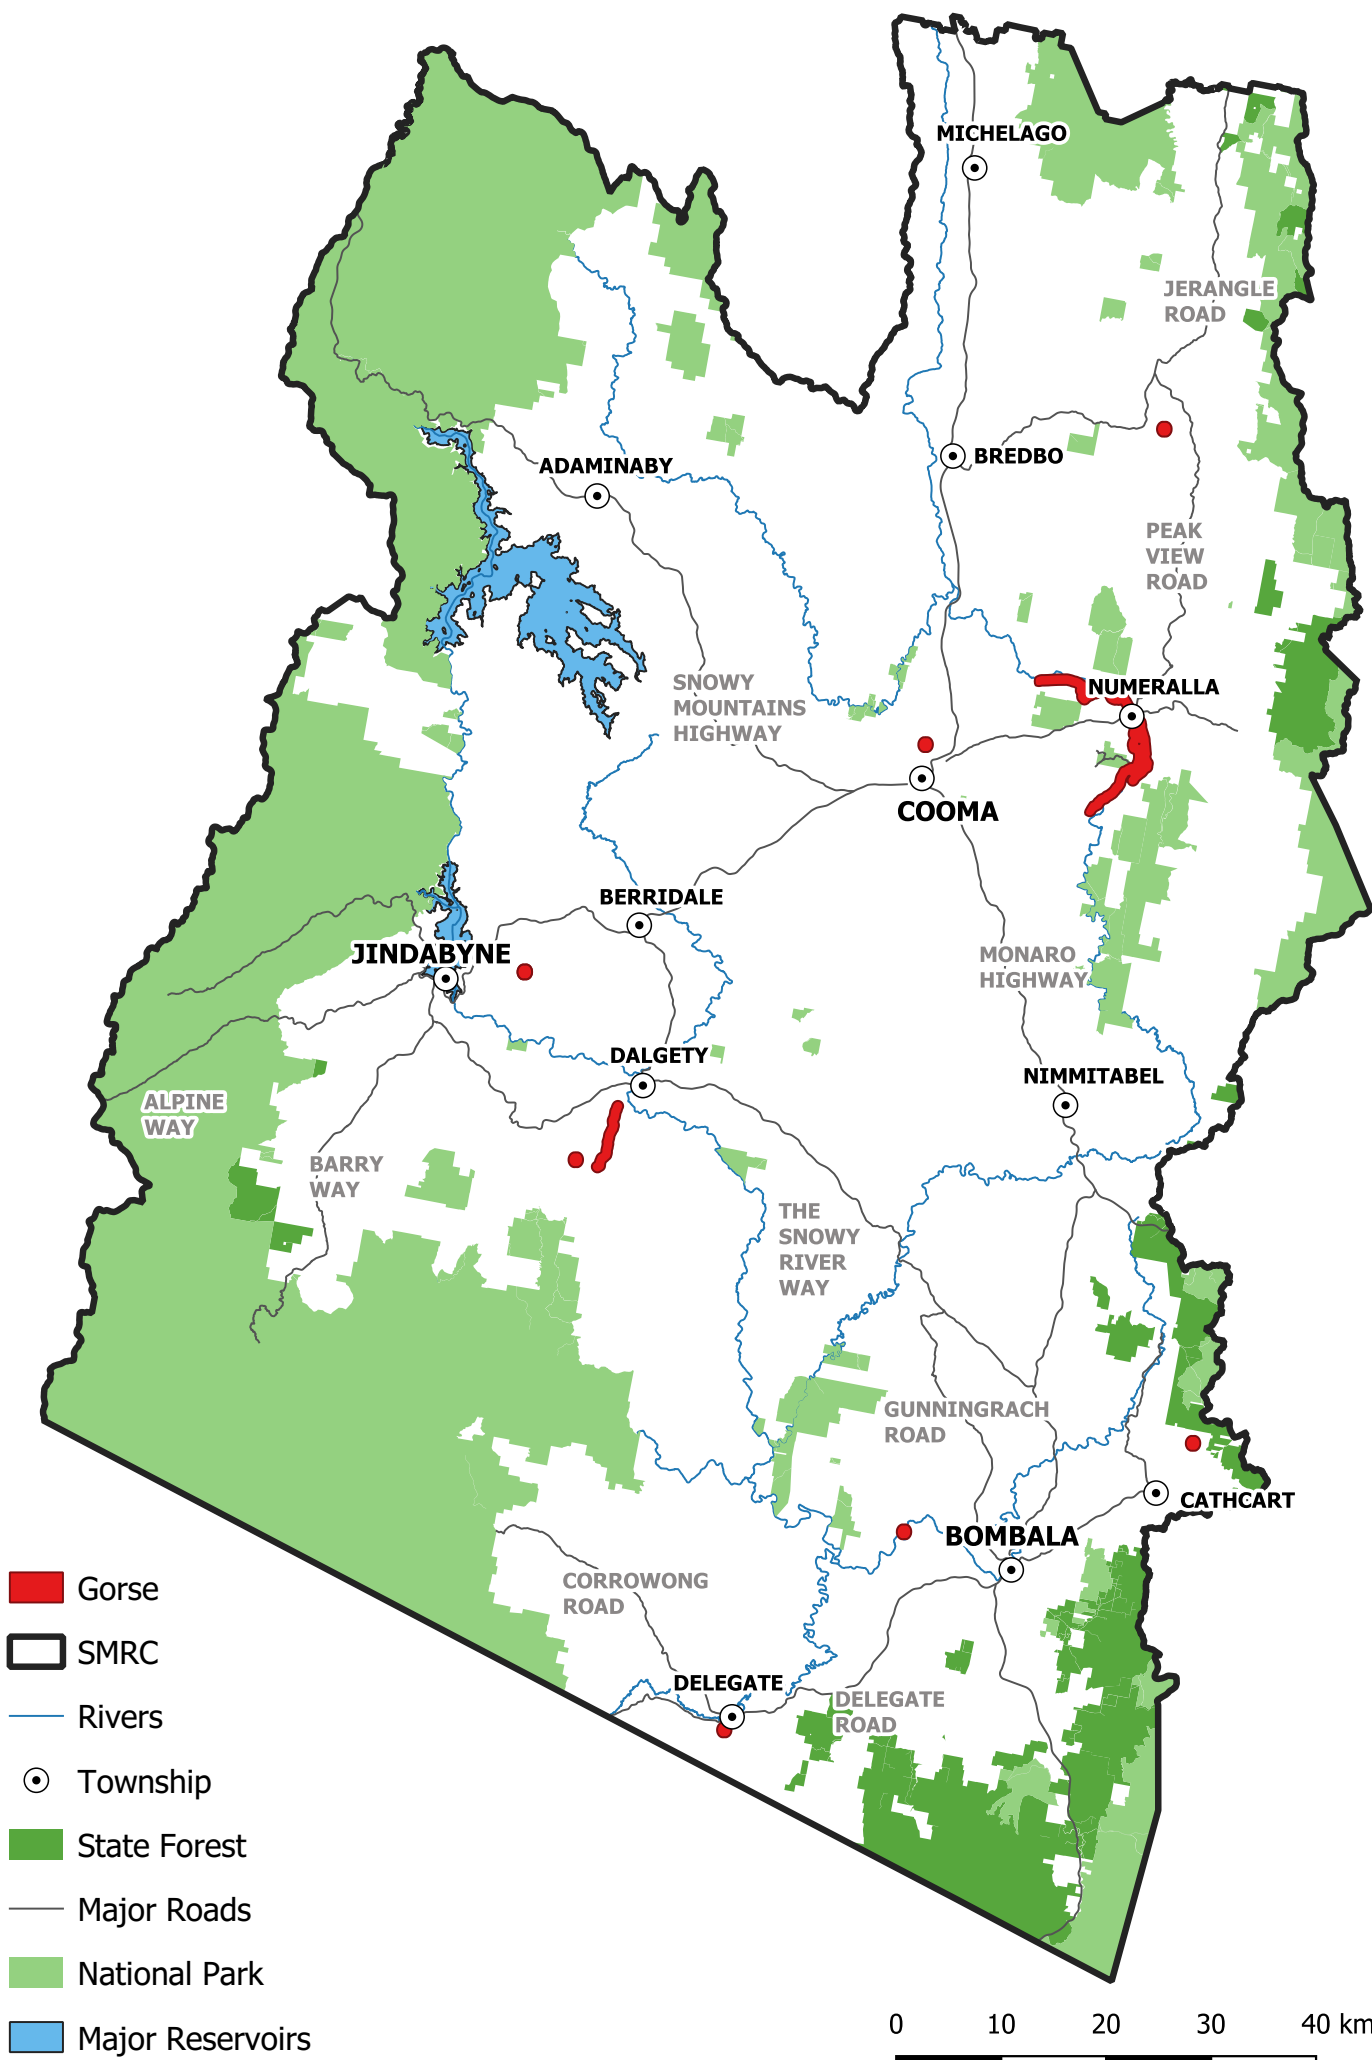 MICHELAGO
JERANGLE
ROAD
ADAMINABY
BREDBO
PEAK
VIEW
ROAD
SNOWY
MOUNTAINS
HIGHWAY
NUMERALLA
COOMA
BERRIDALE
JINDABYNE
MONARO
HIGHWAY
DALGETY
NIMMITABEL
ALPINE
WAY
BARRY
WAY
THE
SNOWY
RIVER
WAY
GUNNINGRACH
ROAD
CATHCART
BOMBALA
CORROWONG
ROAD
DELEGATE
DELEGATE
ROAD
Gorse
SMRC
Rivers
Township
State Forest
Major Roads
National Park
Major Reservoirs
0 10 20 30 40 km